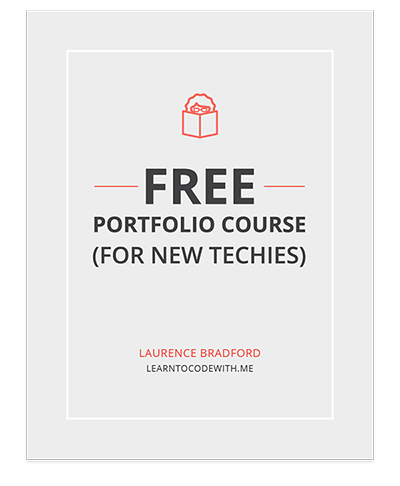 FREE
PORTFOLIO COURSE
(FOR NEW TECHIES)
LAURENCE BRADFORD
LEARNTOCODEWITH.ME